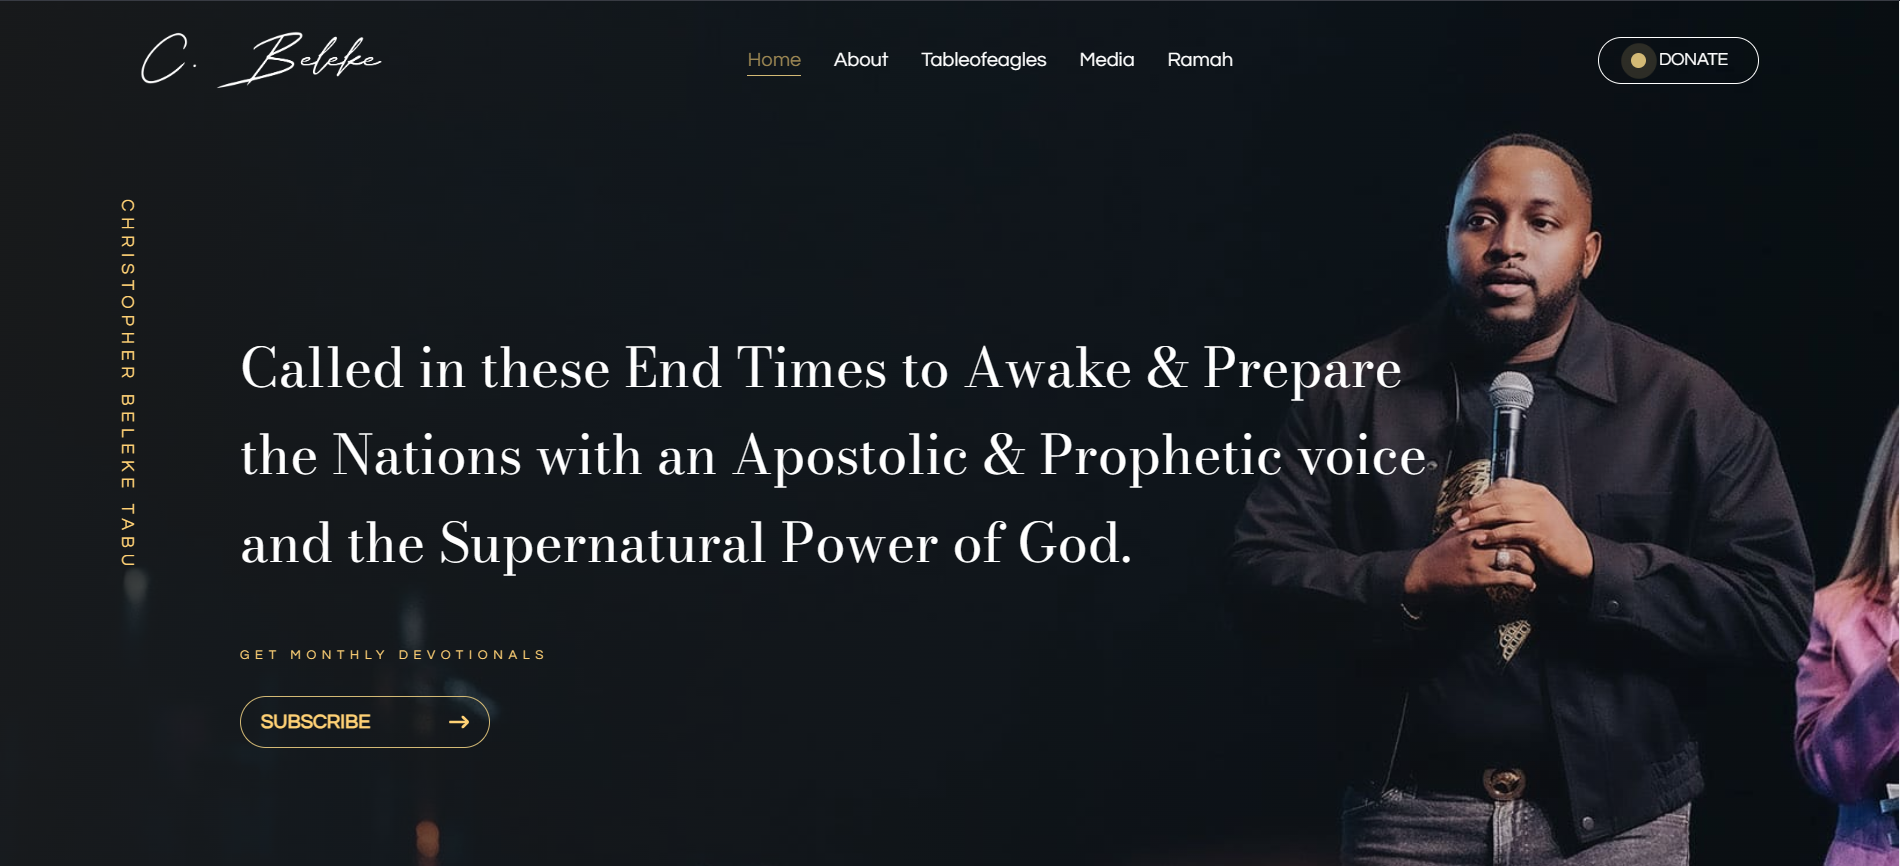 C. Beleke
Home About Tableofeagles Media Ramah
DONATE
CHRISTOPHER BELEKE TABU
Called in these End Times to Awake & Prepare
the Nations with an Apostolic & Prophetic voice
and the Supernatural Power of God.
GET MONTHLY DEVOTIONALS
SUBSCRIBE →